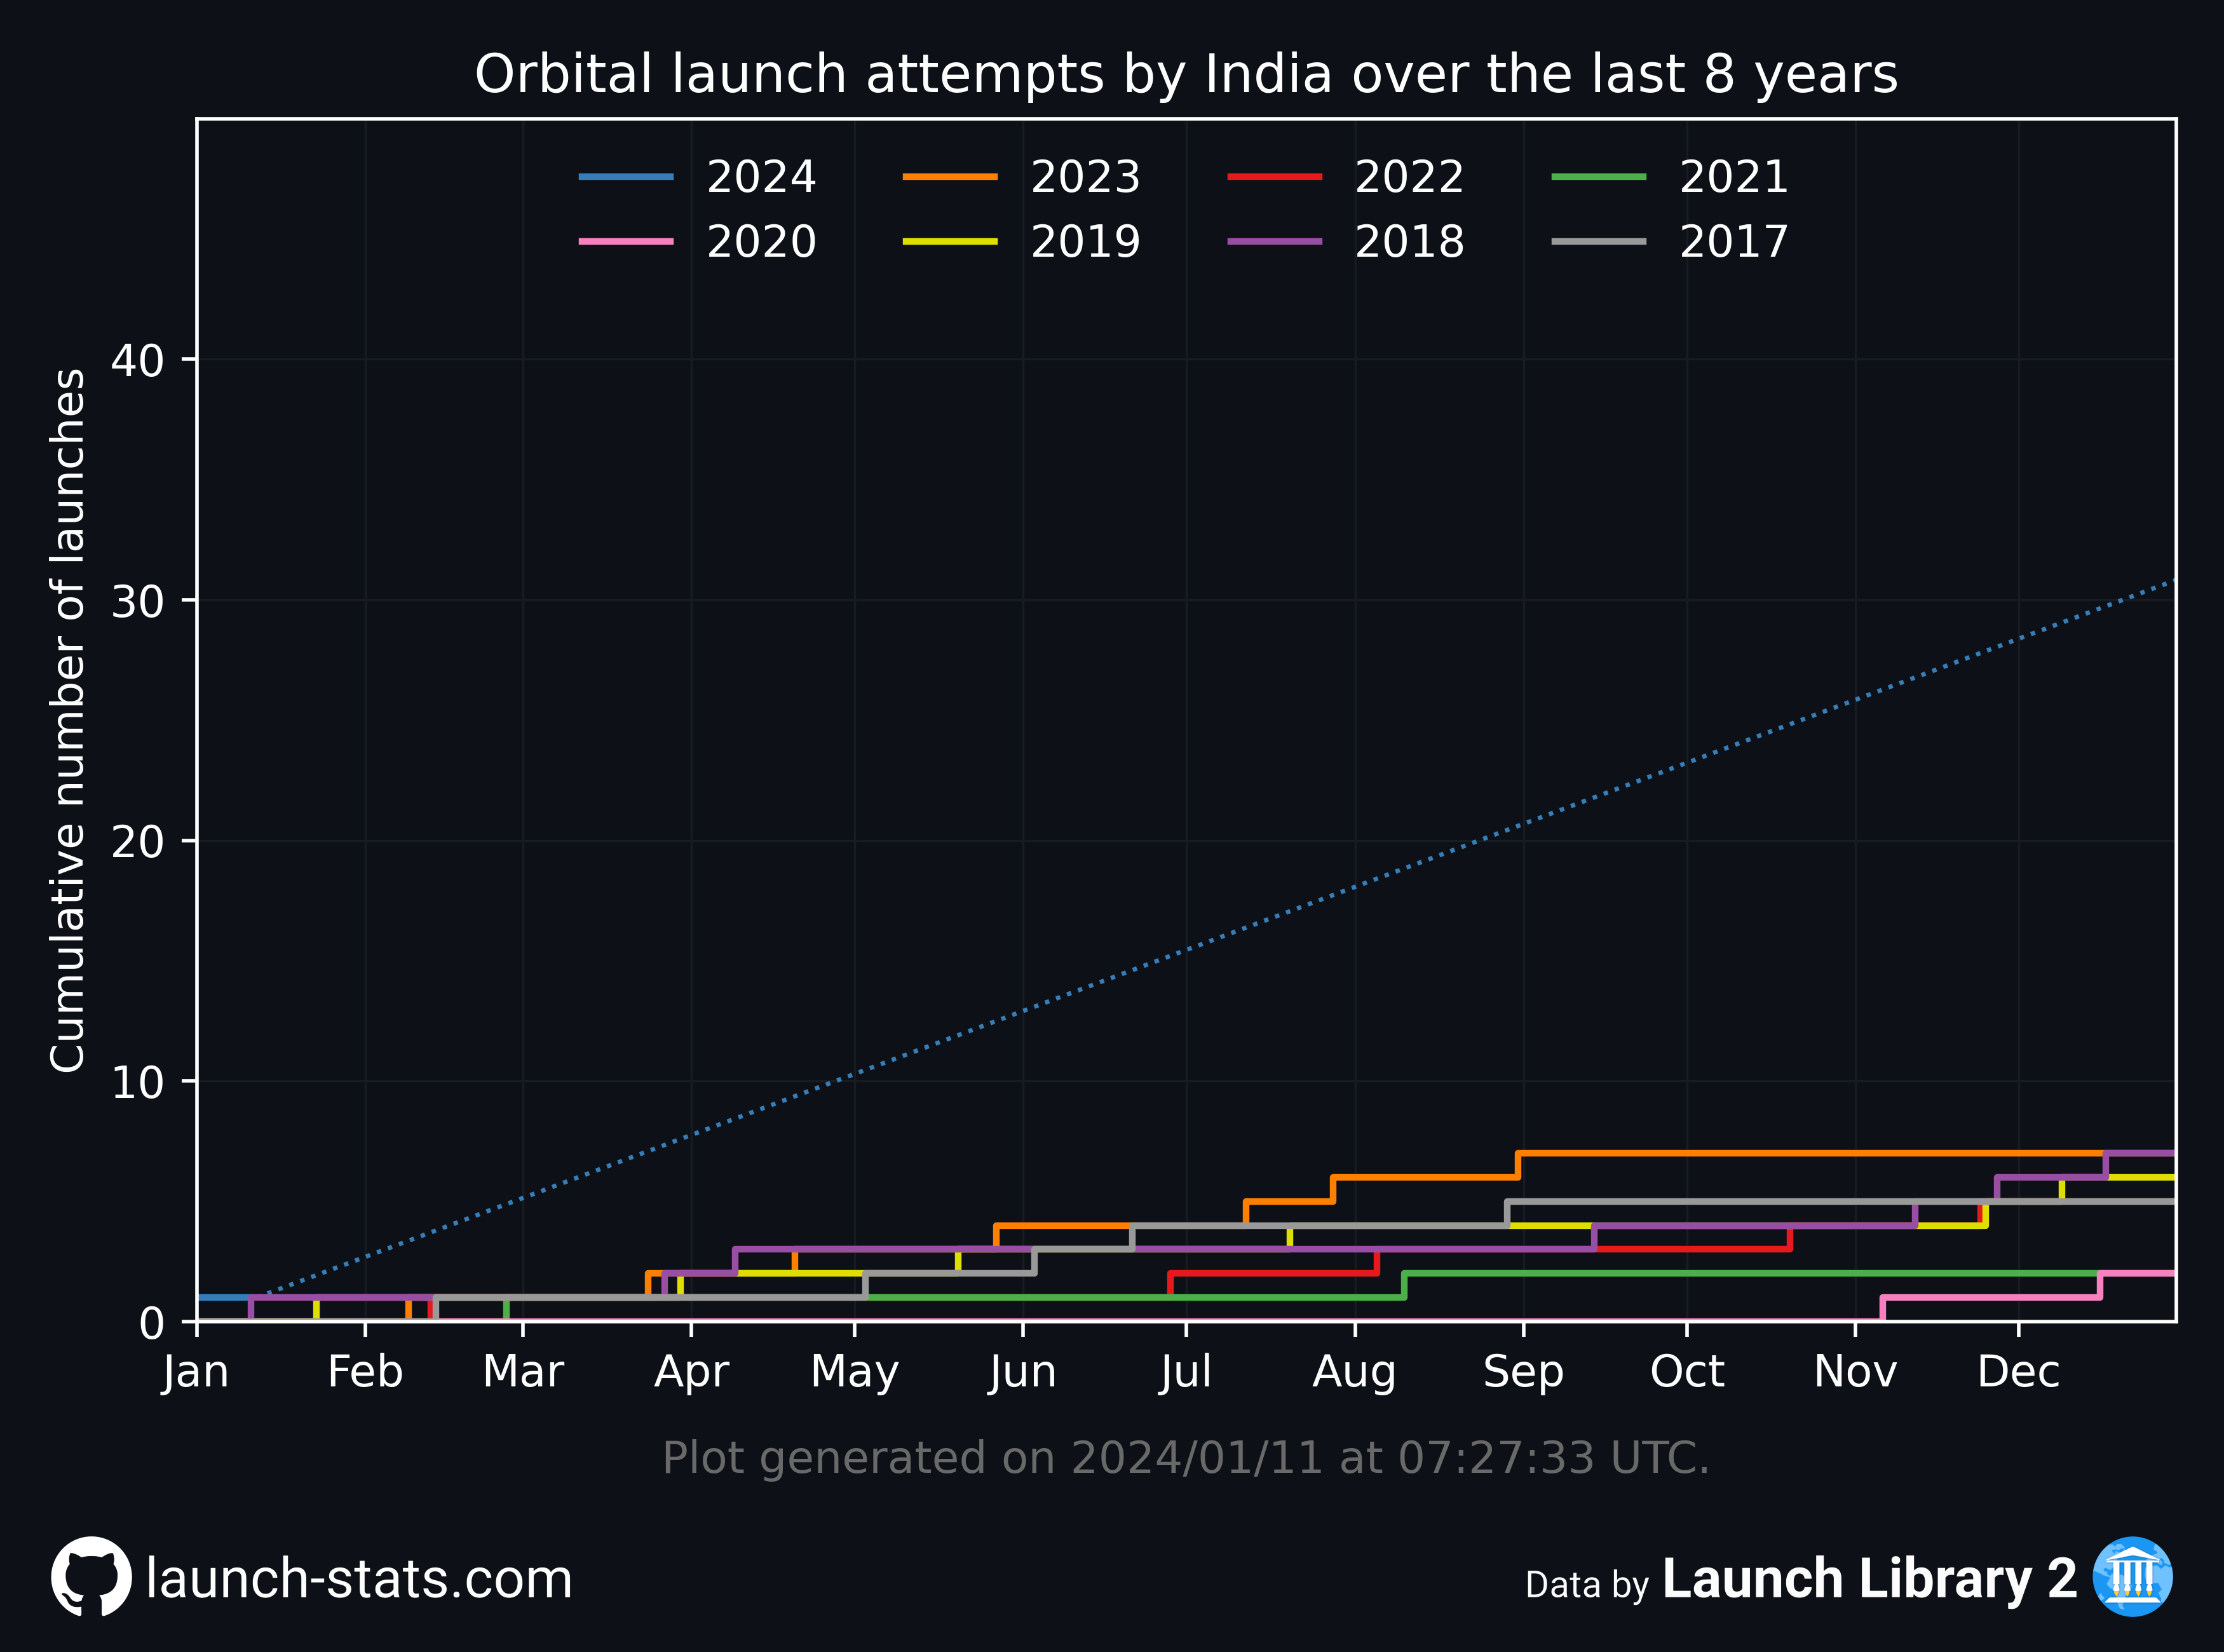 Orbital launch attempts by India over the last 8 years
2024 2023 2022 2021
2020 2019 2018 2017
Cumulative number of launches
40
30
20
10
0
Jan Feb Mar Apr May Jun Jul Aug Sep Oct Nov Dec
Plot generated on 2024/01/11 at 07:27:33 UTC.
launch-stats.com
Data by Launch Library 2